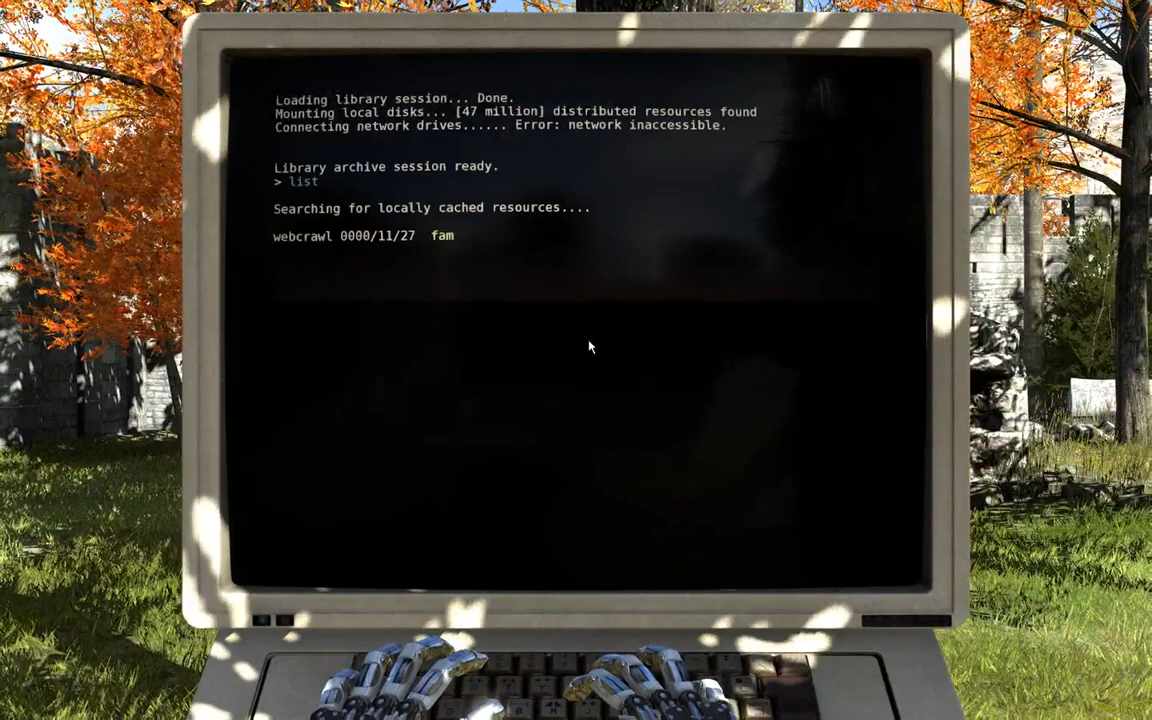 Loading library session... Done.
Mounting local disks... [47 million] distributed resources found
Connecting network drives...... Error: network inaccessible.
Library archive session ready.
> list
Searching for locally cached resources....
webcrawl 0000/11/27 fam